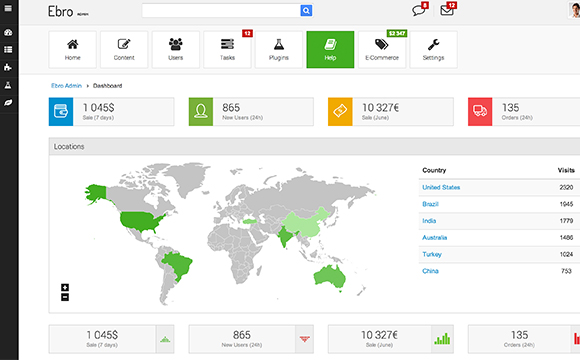 Ebro ADMIN
8
12
Home
Content
Users
12
Tasks
Plugins
Help
$2 347
E-Commerce
Settings
Ebro Admin › Dashboard
1 045$
Sale (7 days)
865
New Users (24h)
10 327€
Sale (June)
135
Orders (24h)
Locations
Country Visits
United States 2320
Brazil 1945
India 1779
Australia 1486
Turkey 1024
China 753
+
−
1 045$
Sale (7 days)
865
New Users (24h)
10 327€
Sale (24h)
135
Orders (24h)